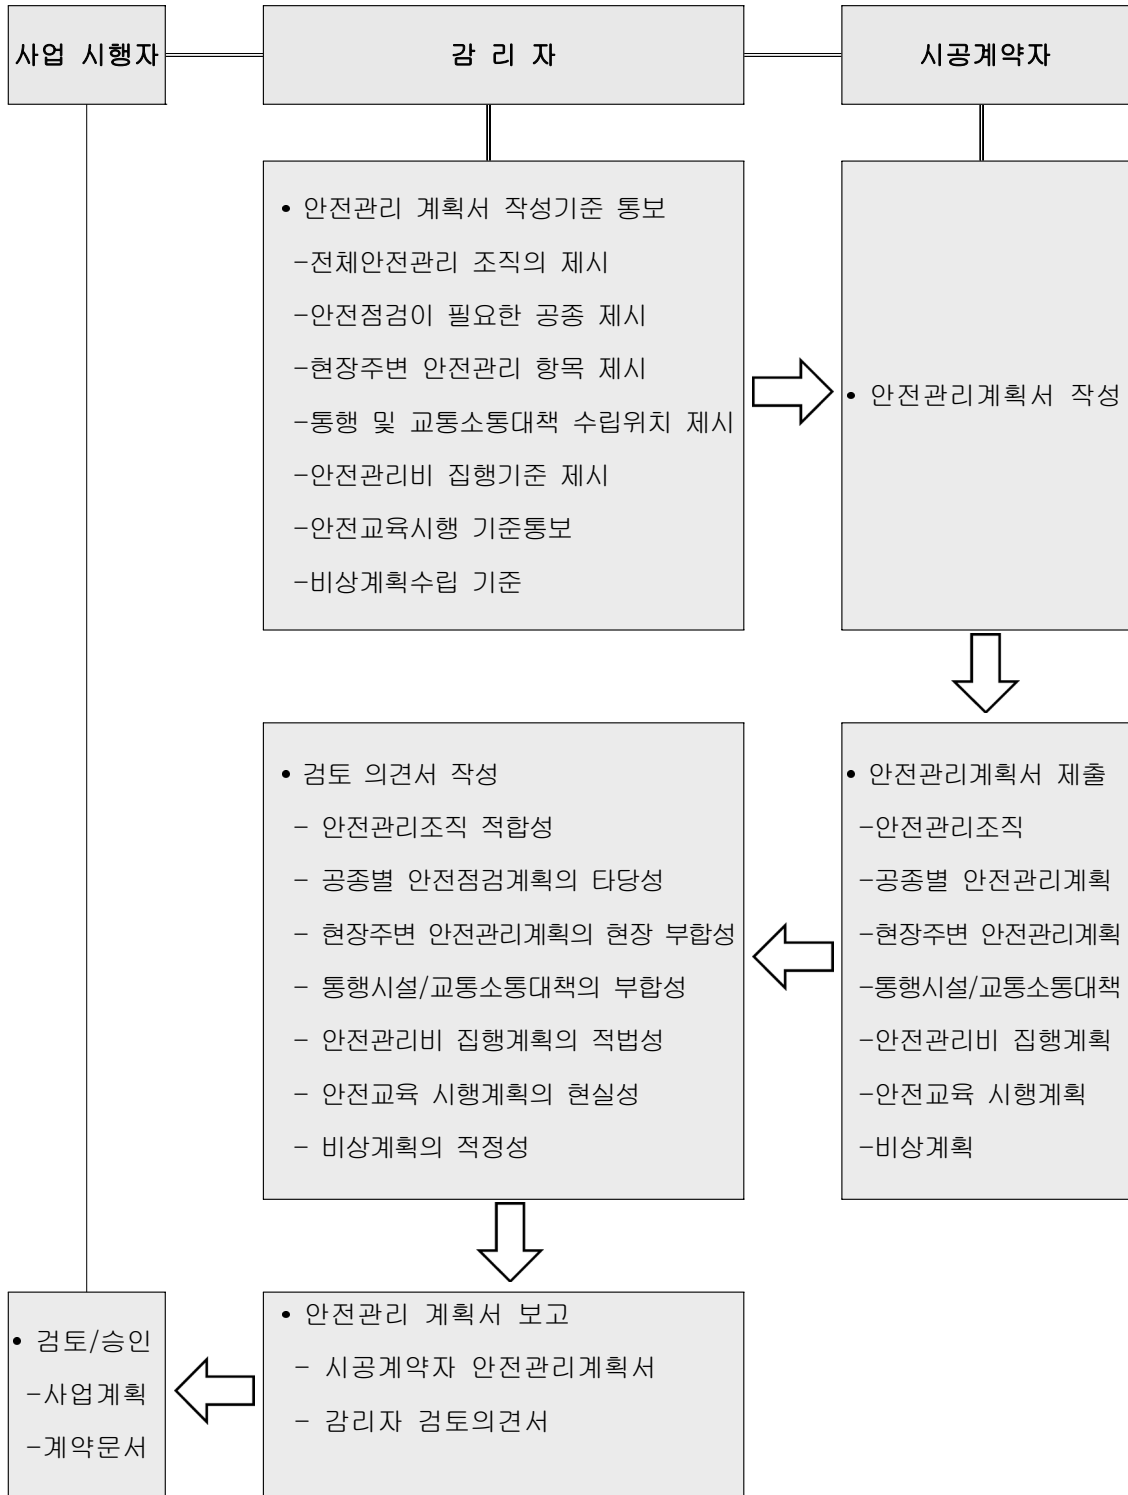 사업 시행자
감 리 자
시공계약자
• 안전관리 계획서 작성기준 통보
-전체안전관리 조직의 제시
-안전점검이 필요한 공종 제시
-현장주변 안전관리 항목 제시
-통행 및 교통소통대책 수립위치 제시
-안전관리비 집행기준 제시
-안전교육시행 기준통보
-비상계획수립 기준
• 안전관리계획서 작성
• 안전관리계획서 제출
-안전관리조직
-공종별 안전관리계획
-현장주변 안전관리계획
-통행시설/교통소통대책
-안전관리비 집행계획
-안전교육 시행계획
-비상계획
• 검토 의견서 작성
- 안전관리조직 적합성
- 공종별 안전점검계획의 타당성
- 현장주변 안전관리계획의 현장 부합성
- 통행시설/교통소통대책의 부합성
- 안전관리비 집행계획의 적법성
- 안전교육 시행계획의 현실성
- 비상계획의 적정성
• 안전관리 계획서 보고
- 시공계약자 안전관리계획서
- 감리자 검토의견서
• 검토/승인
-사업계획
-계약문서